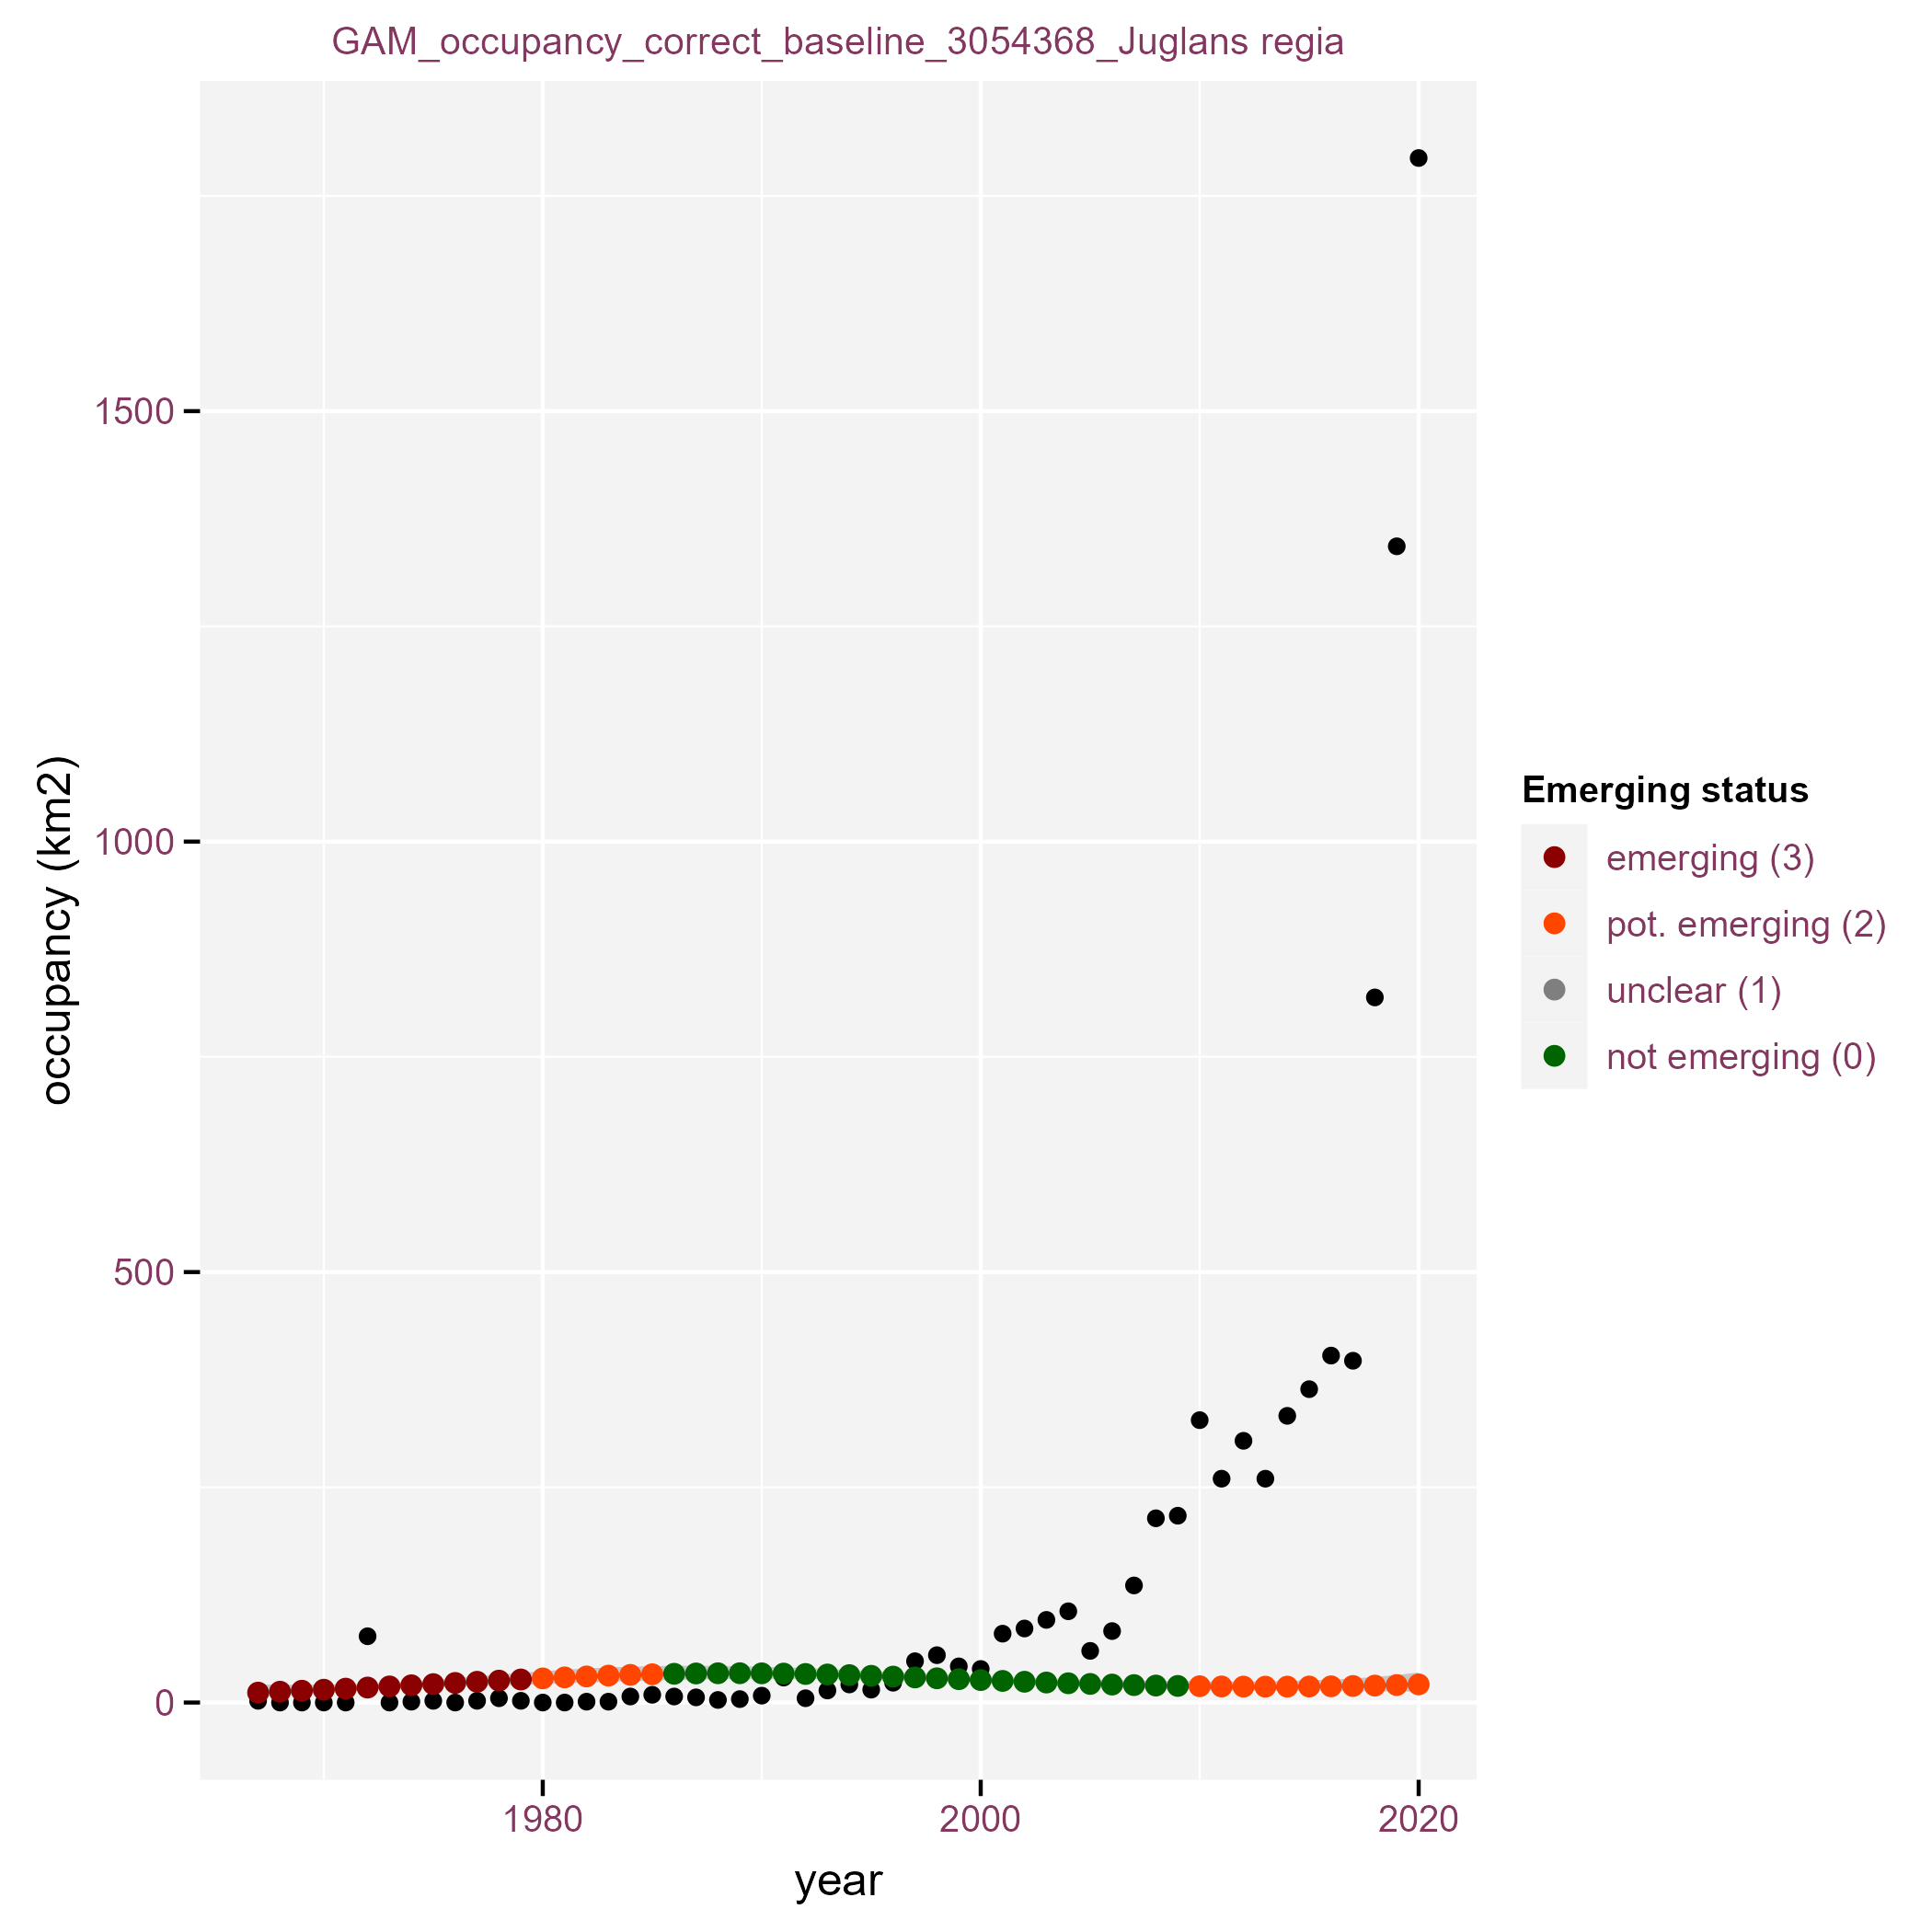 GAM_occupancy_correct_baseline_3054368_Juglans regia
occupancy (km2)
1500
1000
500
0
1980
2000
2020
year
Emerging status
emerging (3)
pot. emerging (2)
unclear (1)
not emerging (0)